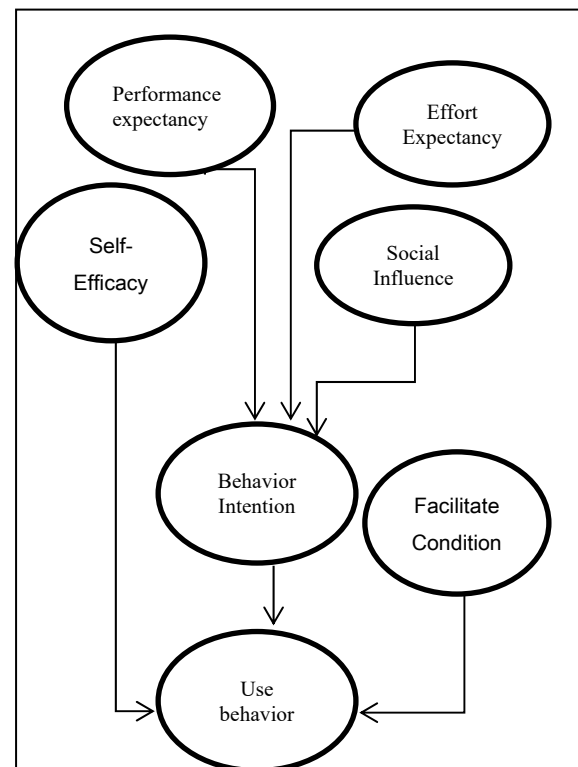 Performance
expectancy
Effort
Expectancy
Self-
Efficacy
Social
Influence
Behavior
Intention
Facilitate
Condition
Use
behavior